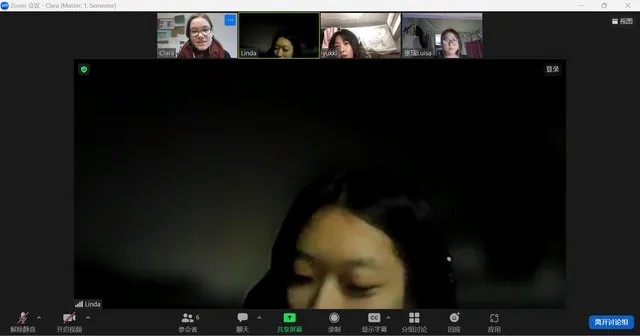 Zoom 会议 - Clara (Master: 1. Semester)
视图
Clara
Linda
yukki
张瑞Luisa
登录
Linda
解除静音
开启视频
参会者
6
聊天
共享屏幕
录制
CC
显示字幕
分组讨论
回应
应用
离开讨论组